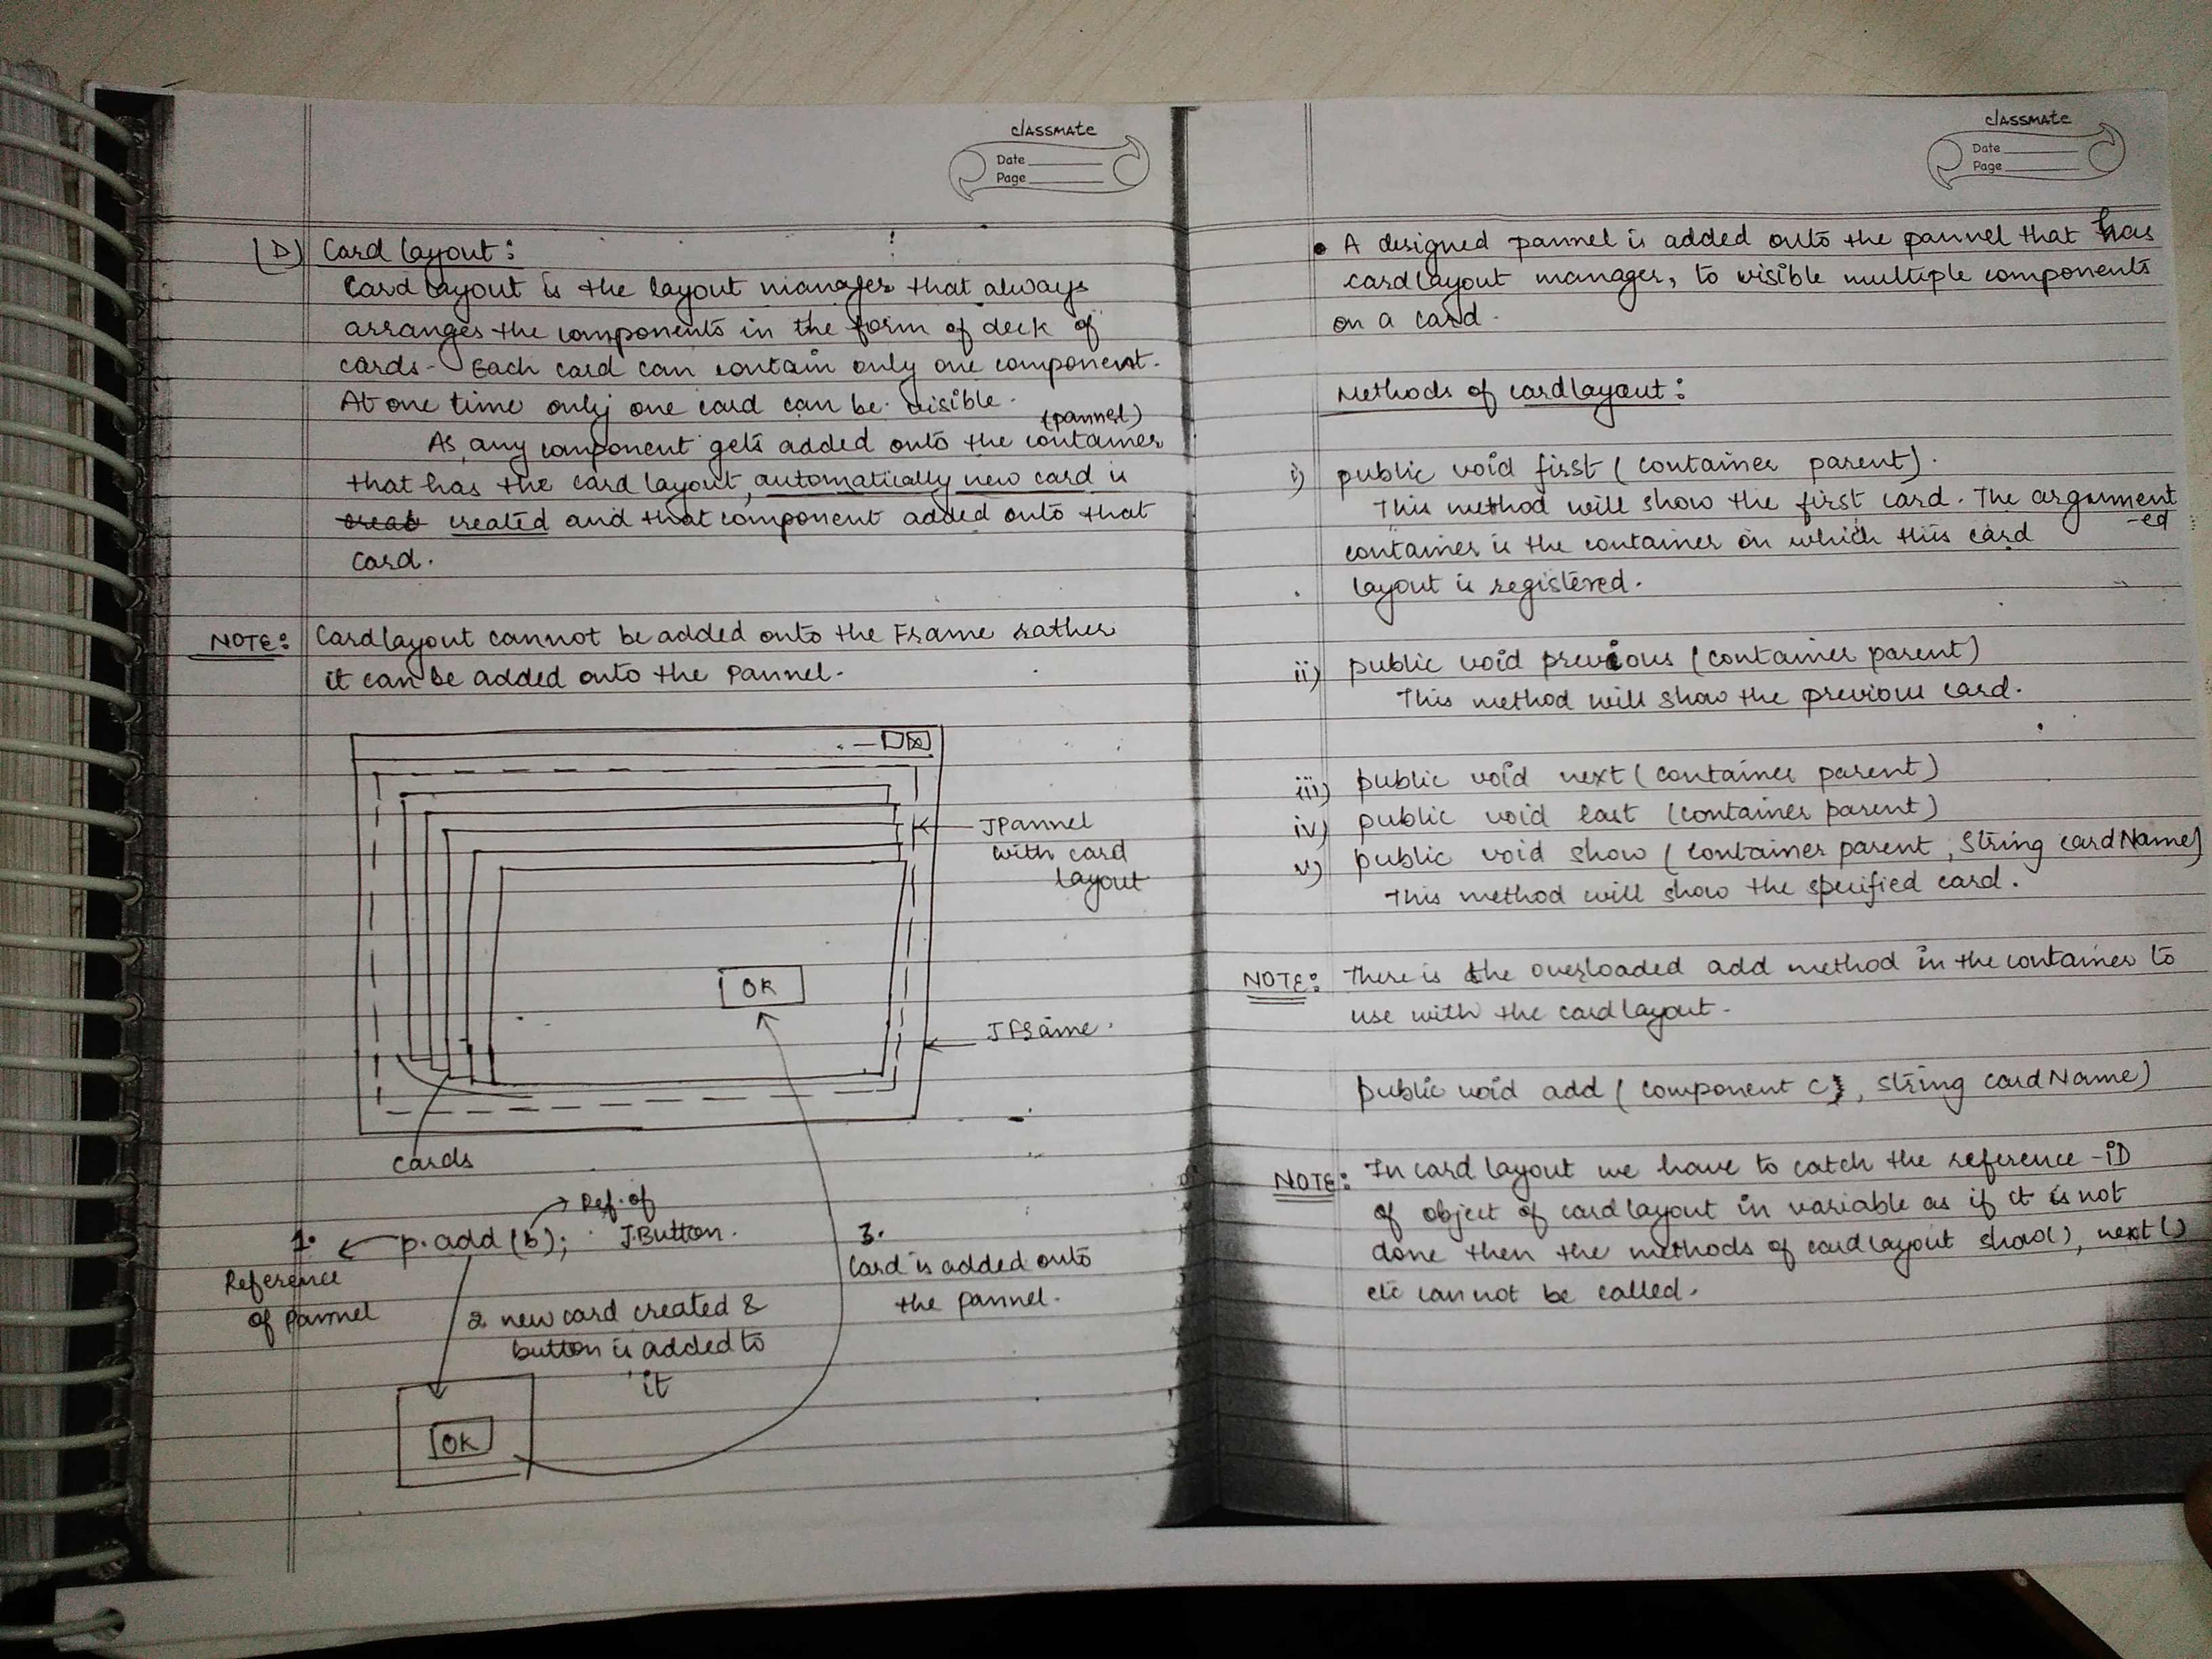 classmate
Date
Page
(D) Card layout:
Card layout is the layout manager that always
arranges the components in the form of deck of
cards. Each card can contain only one component.
At one time only one card can be visible.
(pannel)
As any component gets added onto the container
that has the card layout, automatically new card is
creat created and that component added onto that
card.
NOTE: Cardlayout cannot be added onto the Frame rather
it can be added onto the Pannel.
JPannel
with card
layout
OK
JFrame.
Cards
Ref. of
1. p.add(b); JButton.
Reference
of Pannel
2. new card created &
button is added to
it
3.
Card is added onto
the pannel.
OK
classmate
Date
Page
• A designed pannel is added onto the pannel that has
cardlayout manager, to visible multiple components
on a card.
Methods of cardlayout:
i) public void first (container parent).
This method will show the first card. The argument
-ed
container is the container on which this card
layout is registered.
ii) public void previous (container parent)
This method will show the previous card.
iii) public void next (container parent)
iv) public void last (container parent)
v) public void show (container parent, String cardName)
This method will show the specified card.
NOTE: There is the overloaded add method in the container to
use with the cardlayout.
public void add (component c, String cardName)
NOTE: In card layout we have to catch the reference-iD
of object of cardlayout in variable as if it is not
done then the methods of cardlayout show(), next()
etc cannot be called.